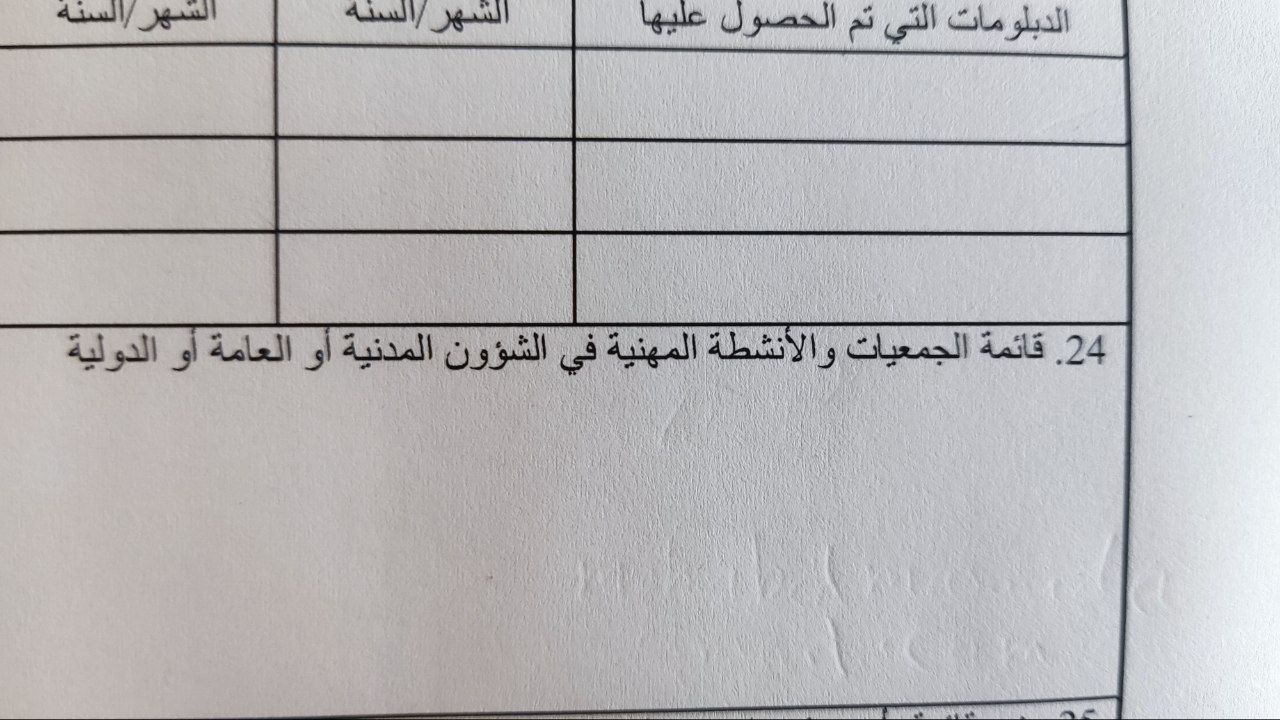 الدبلومات التي تم الحصول عليها الشهر/السنة الشهر/السنة
24. قائمة الجمعيات والأنشطة المهنية في الشؤون المدنية أو العامة أو الدولية